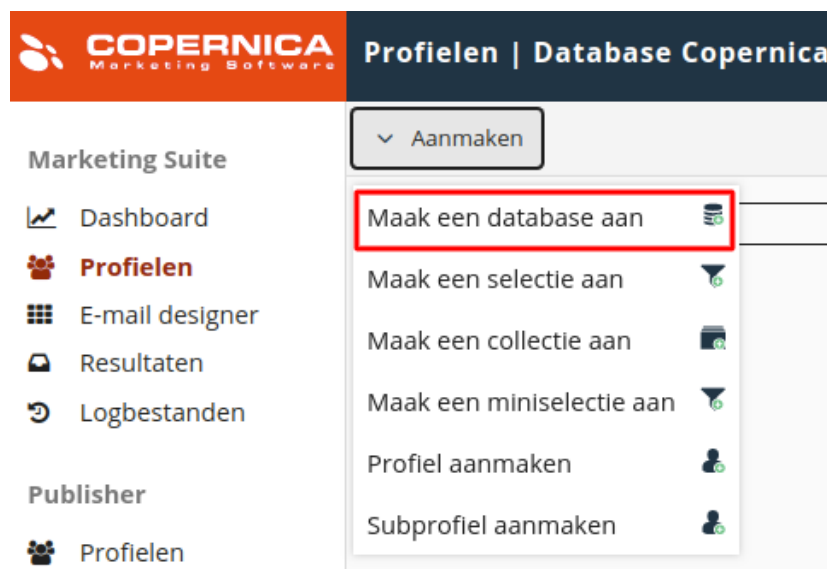 COPERNICA
Marketing Software
Profielen | Database Copernica
Marketing Suite
Dashboard
Profielen
E-mail designer
Resultaten
Logbestanden
Publisher
Profielen
Aanmaken
Maak een database aan
Maak een selectie aan
Maak een collectie aan
Maak een miniselectie aan
Profiel aanmaken
Subprofiel aanmaken